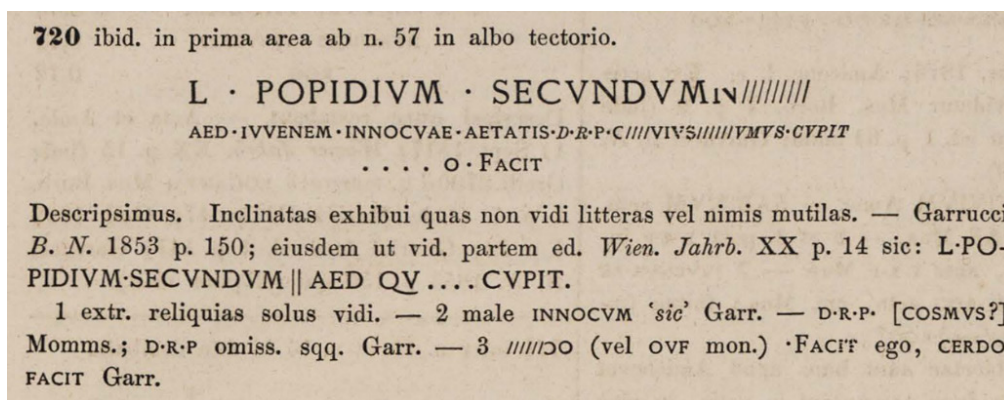 720 ibid. in prima area ab n. 57 in albo tectorio.
L · POPIDIVM · SECVNDVMIN/////////
AED·IVVENEM·INNOCVAE·AETATIS·D·R·P·C////VIVS//////VMVS·CVPIT
. . . . O · FACIT
Descripsimus. Inclinatas exhibui quas non vidi litteras vel nimis mutilas. — Garrucci
B. N. 1853 p. 150; eiusdem ut vid. partem ed. Wien. Jahrb. XX p. 14 sic: L·PO-
PIDIVM·SECVNDVM || AED QV .... CVPIT.
1 extr. reliquias solus vidi. — 2 male INNOCVM 'sic' Garr. — D·R·P· [COSMVS?]
Momms.; D·R·P omiss. sqq. Garr. — 3 //////ƆO (vel OVF mon.) ·FACIT ego, CERDO
FACIT Garr.